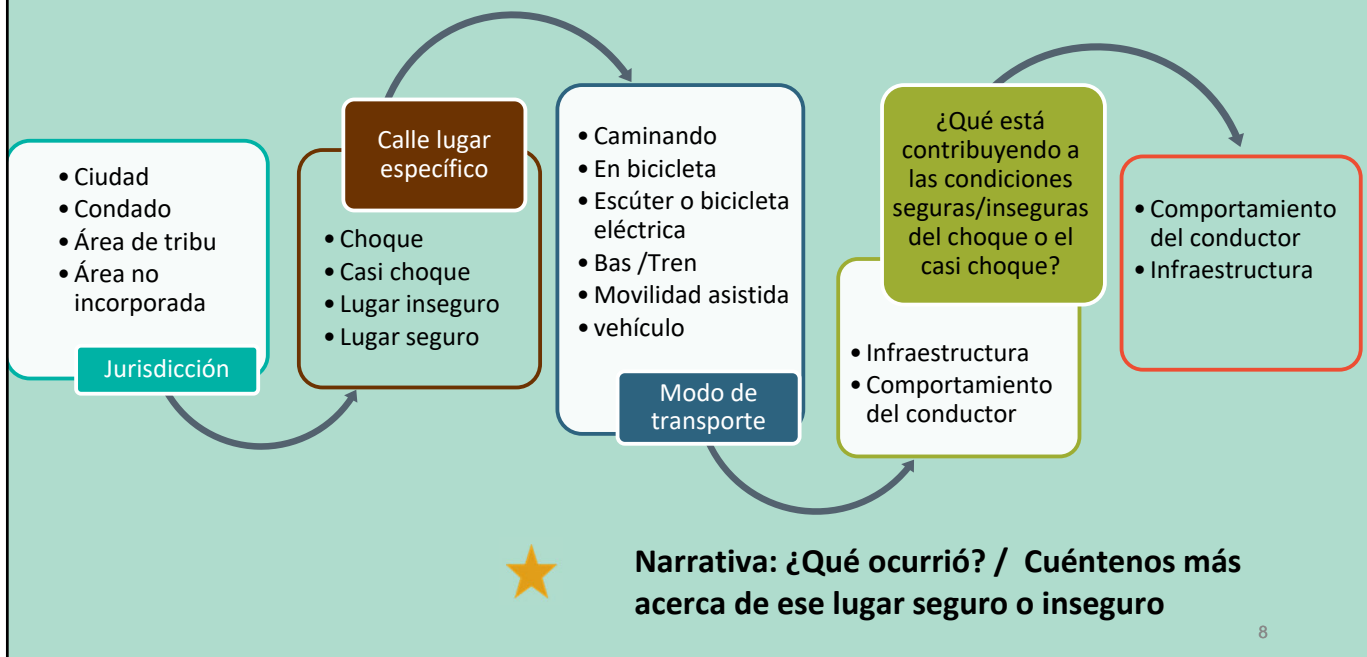 • Ciudad
• Condado
• Área de tribu
• Área no
incorporada
Jurisdicción
Calle lugar
específico
• Choque
• Casi choque
• Lugar inseguro
• Lugar seguro
• Caminando
• En bicicleta
• Escúter o bicicleta
eléctrica
• Bas /Tren
• Movilidad asistida
• vehículo
Modo de
transporte
¿Qué está
contribuyendo a
las condiciones
seguras/inseguras
del choque o el
casi choque?
• Infraestructura
• Comportamiento
del conductor
• Comportamiento
del conductor
• Infraestructura
Narrativa: ¿Qué ocurrió? / Cuéntenos más
acerca de ese lugar seguro o inseguro
8